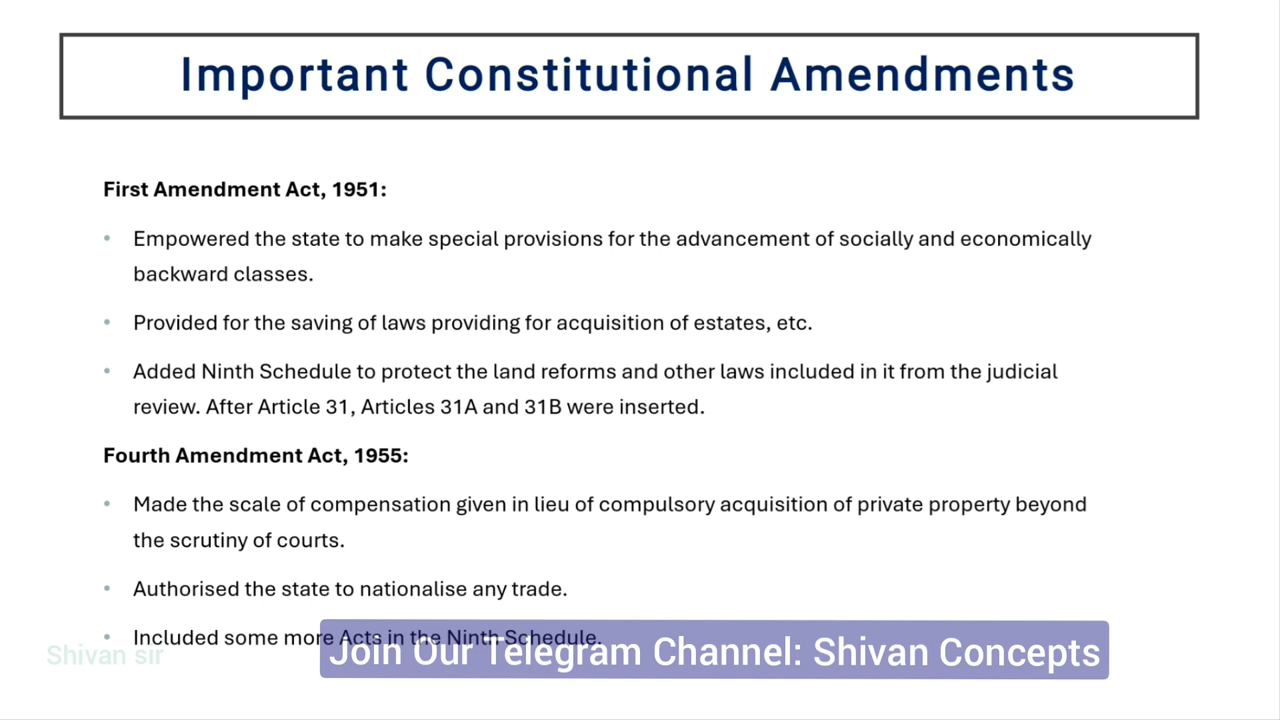 Important Constitutional Amendments
First Amendment Act, 1951:
• Empowered the state to make special provisions for the advancement of socially and economically
backward classes.
• Provided for the saving of laws providing for acquisition of estates, etc.
• Added Ninth Schedule to protect the land reforms and other laws included in it from the judicial
review. After Article 31, Articles 31A and 31B were inserted.
Fourth Amendment Act, 1955:
• Made the scale of compensation given in lieu of compulsory acquisition of private property beyond
the scrutiny of courts.
• Authorised the state to nationalise any trade.
• Included some more Acts in the Ninth Schedule.
Shivan sir
Join Our Telegram Channel: Shivan Concepts